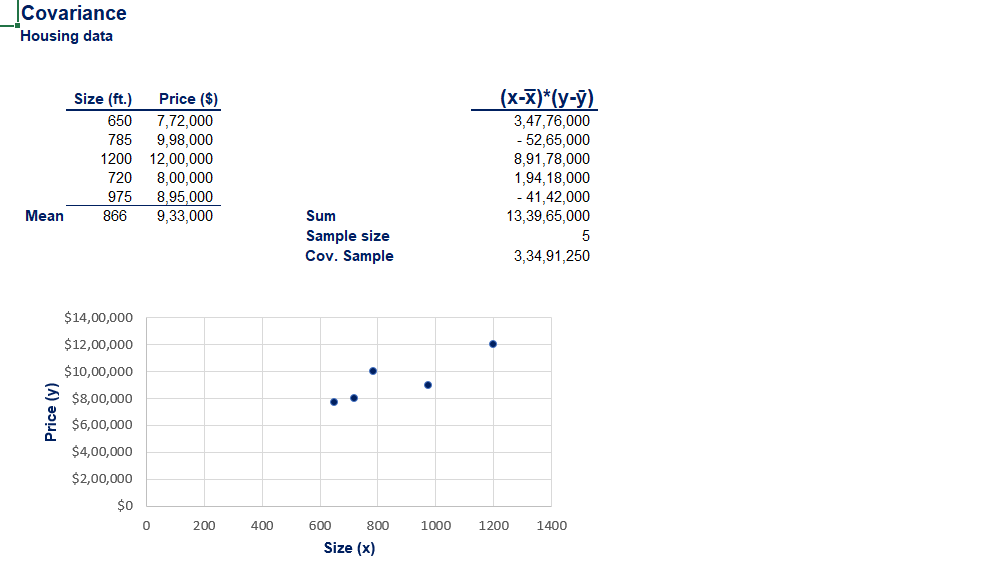 Covariance
Housing data
Size (ft.) Price ($) (x-x̅)*(y-ȳ)
650 7,72,000 3,47,76,000
785 9,98,000 - 52,65,000
1200 12,00,000 8,91,78,000
720 8,00,000 1,94,18,000
975 8,95,000 - 41,42,000
Mean 866 9,33,000 Sum 13,39,65,000
Sample size 5
Cov. Sample 3,34,91,250
$14,00,000
$12,00,000
$10,00,000
$8,00,000
$6,00,000
$4,00,000
$2,00,000
$0
Price (y)
0 200 400 600 800 1000 1200 1400
Size (x)